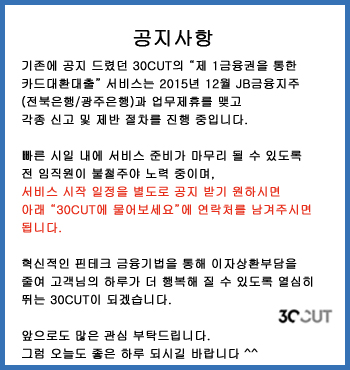 공지사항
기존에 공지 드렸던 30CUT의 "제 1금융권을 통한
카드대환대출" 서비스는 2015년 12월 JB금융지주
(전북은행/광주은행)과 업무제휴를 맺고
각종 신고 및 제반 절차를 진행 중입니다.
빠른 시일 내에 서비스 준비가 마무리 될 수 있도록
전 임직원이 불철주야 노력 중이며,
서비스 시작 일정을 별도로 공지 받기 원하시면
아래 "30CUT에 물어보세요"에 연락처를 남겨주시면
됩니다.
혁신적인 핀테크 금융기법을 통해 이자상환부담을
줄여 고객님의 하루가 더 행복해 질 수 있도록 열심히
뛰는 30CUT이 되겠습니다.
30CUT
앞으로도 많은 관심 부탁드립니다.
그럼 오늘도 좋은 하루 되시길 바랍니다 ^^